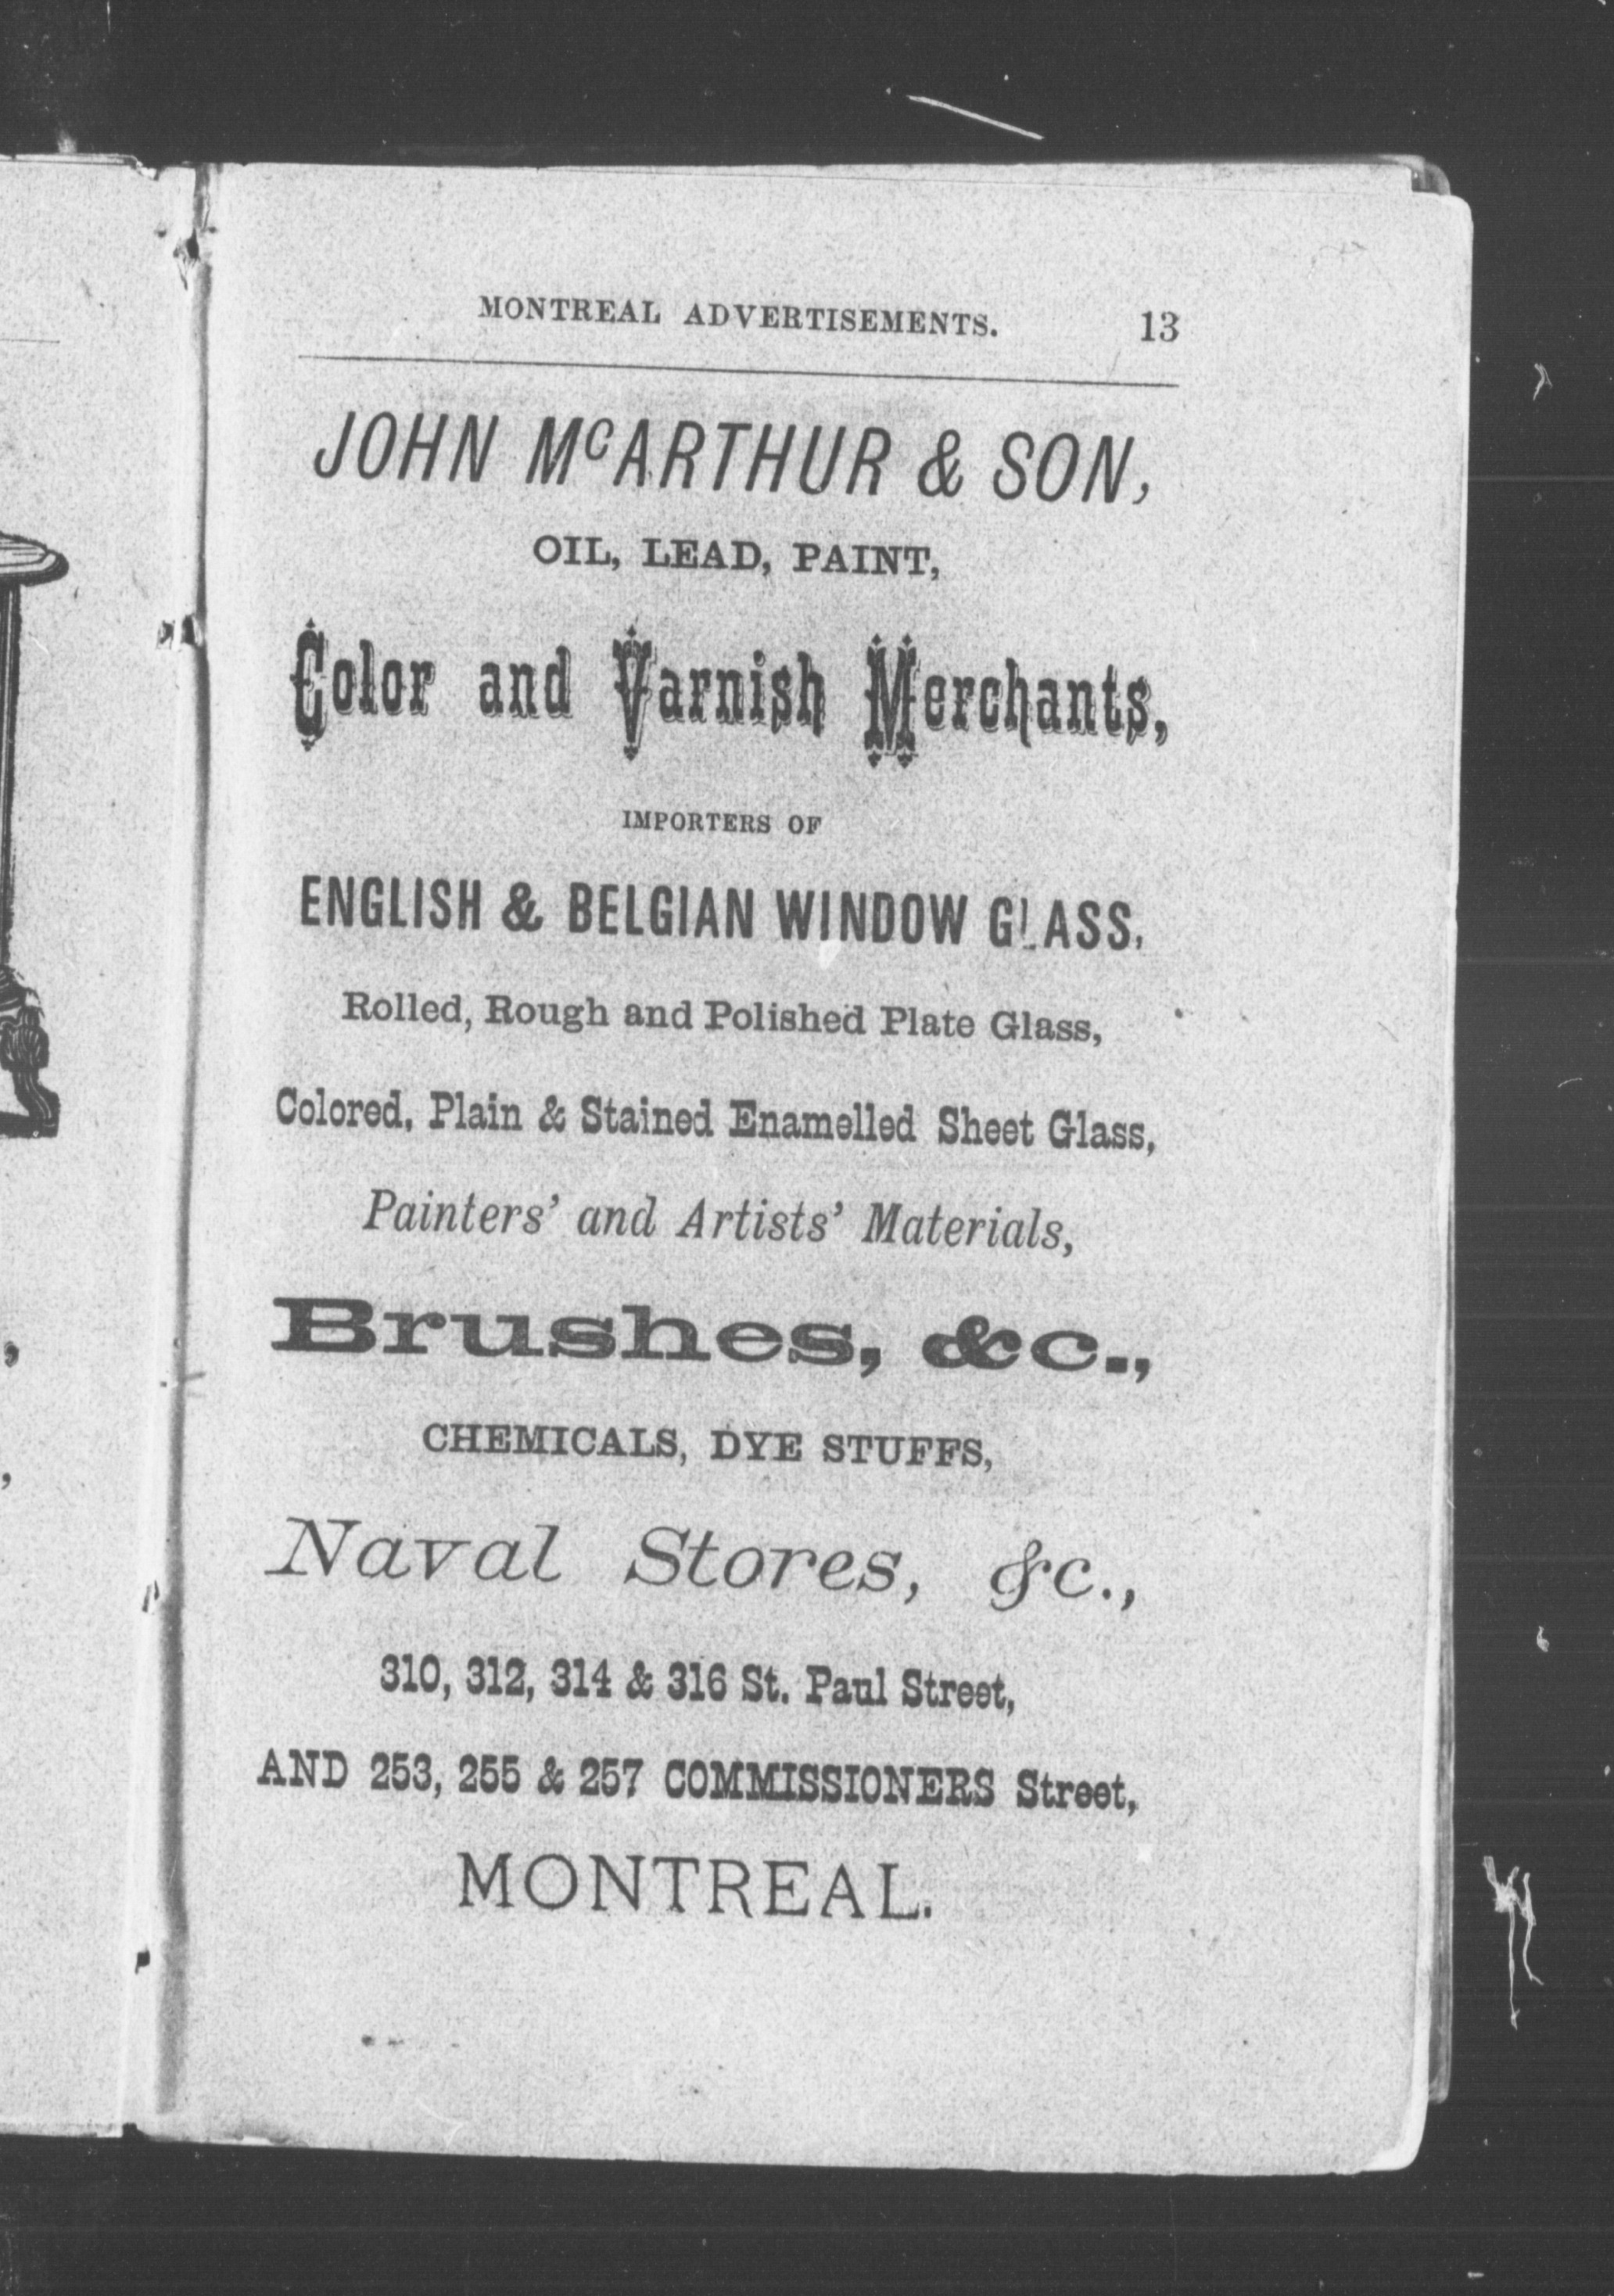 MONTREAL ADVERTISEMENTS. 13
JOHN McARTHUR & SON,
OIL, LEAD, PAINT,
Color and Varnish Merchants,
IMPORTERS OF
ENGLISH & BELGIAN WINDOW GLASS,
Rolled, Rough and Polished Plate Glass,
Colored, Plain & Stained Enamelled Sheet Glass,
Painters' and Artists' Materials,
Brushes, &c.,
CHEMICALS, DYE STUFFS,
Naval Stores, &c.,
310, 312, 314 & 316 St. Paul Street,
AND 253, 255 & 257 COMMISSIONERS Street,
MONTREAL.